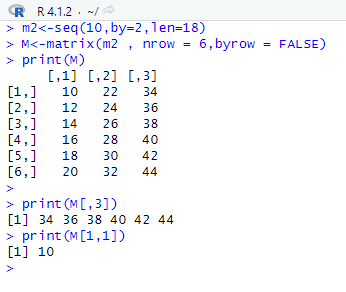 R R 4.1.2 · ~/
> m2<-seq(10,by=2,len=18)
> M<-matrix(m2 , nrow = 6,byrow = FALSE)
> print(M)
     [,1] [,2] [,3]
[1,]   10   22   34
[2,]   12   24   36
[3,]   14   26   38
[4,]   16   28   40
[5,]   18   30   42
[6,]   20   32   44
>
> print(M[,3])
[1] 34 36 38 40 42 44
> print(M[1,1])
[1] 10
>